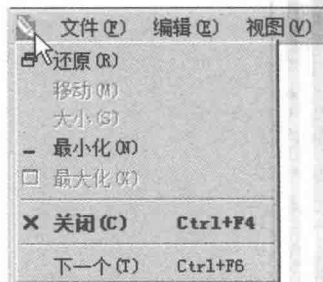 文件(F) 编辑(E) 视图(V)
还原(R)
移动(M)
大小(S)
最小化(N)
最大化(X)
关闭(C) Ctrl+F4
下一个(T) Ctrl+F6